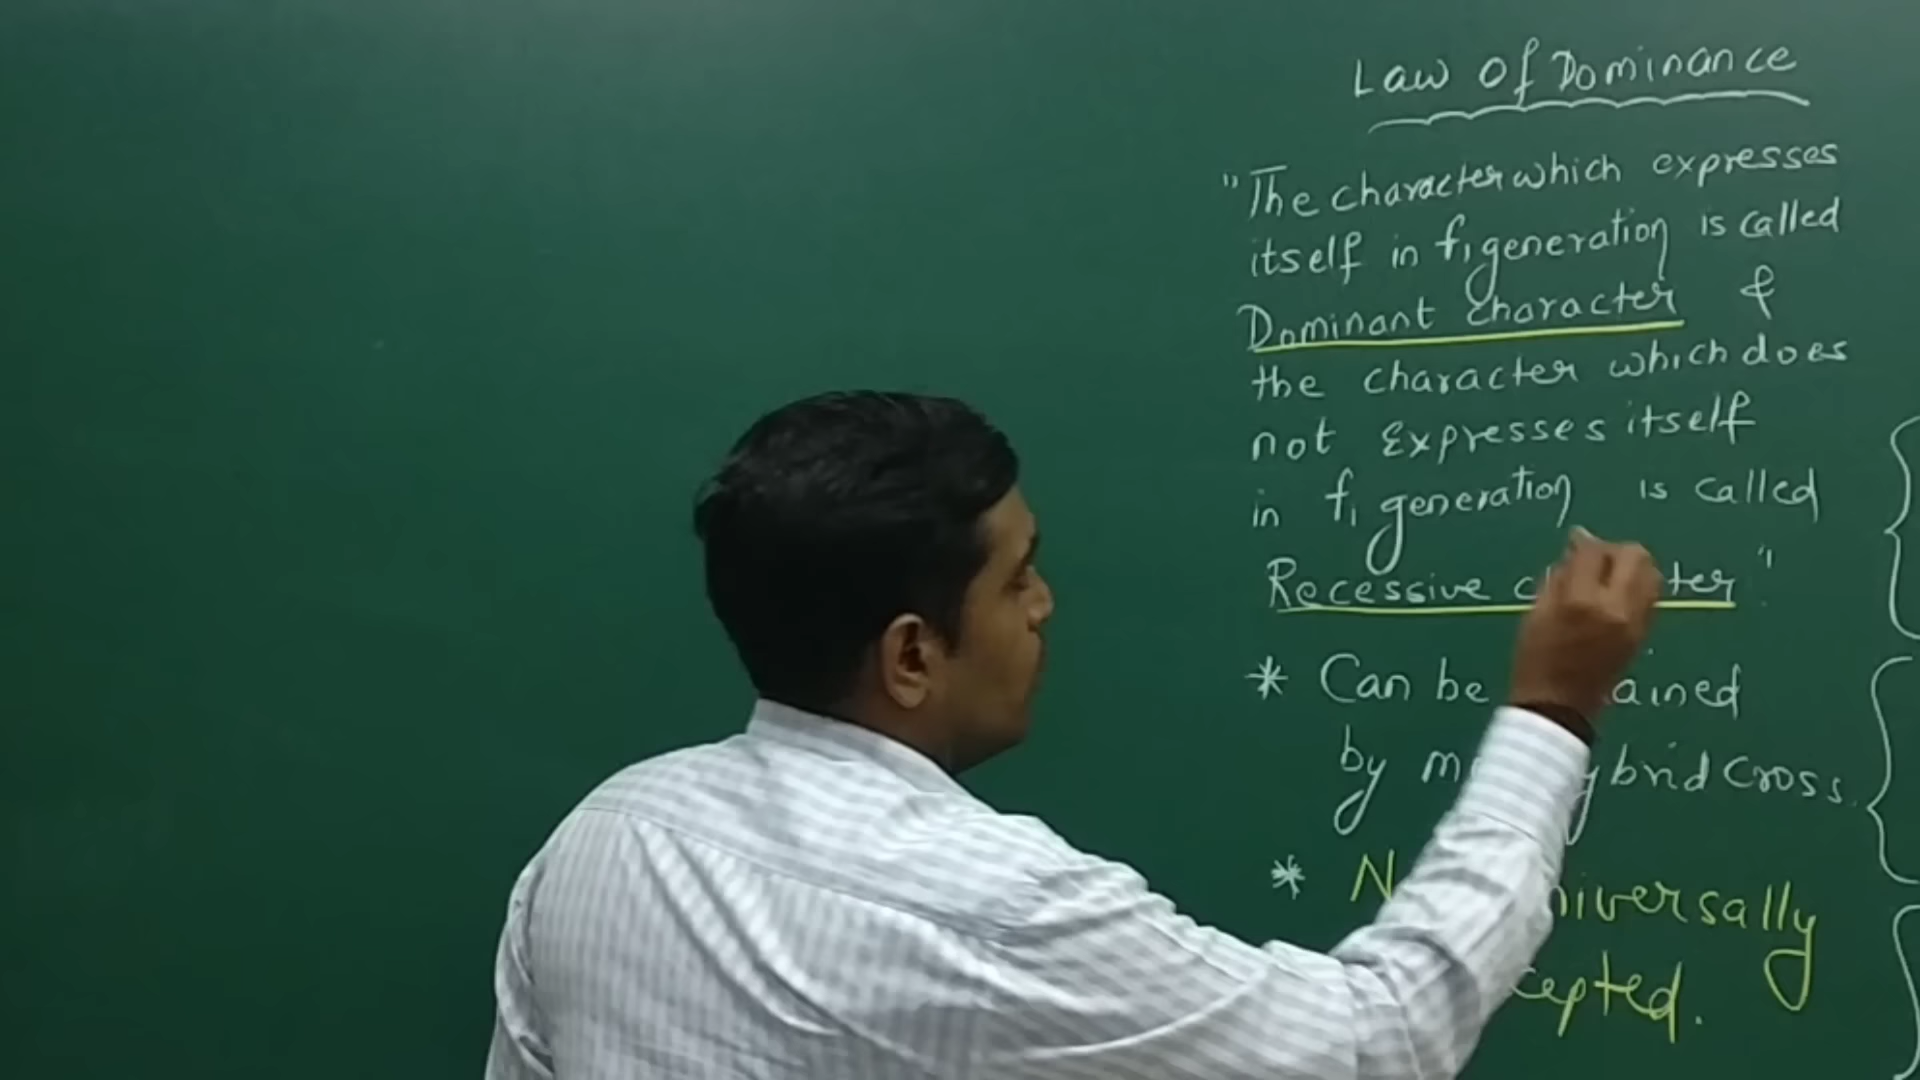 Law Of Dominance
"The character which expresses
itself in f₁ generation is called
Dominant Character &
the character which does
not Expresses itself
in f₁ generation is called
Recessive "
* Can be
by Cross.
*